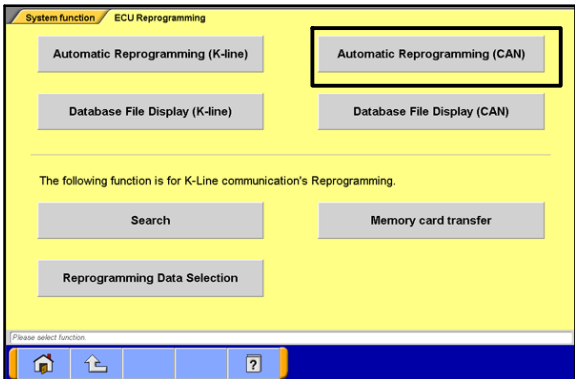 System function ECU Reprogramming
Automatic Reprogramming (K-line) Automatic Reprogramming (CAN)
Database File Display (K-line) Database File Display (CAN)
The following function is for K-Line communication's Reprogramming.
Search Memory card transfer
Reprogramming Data Selection
Please select function.
?